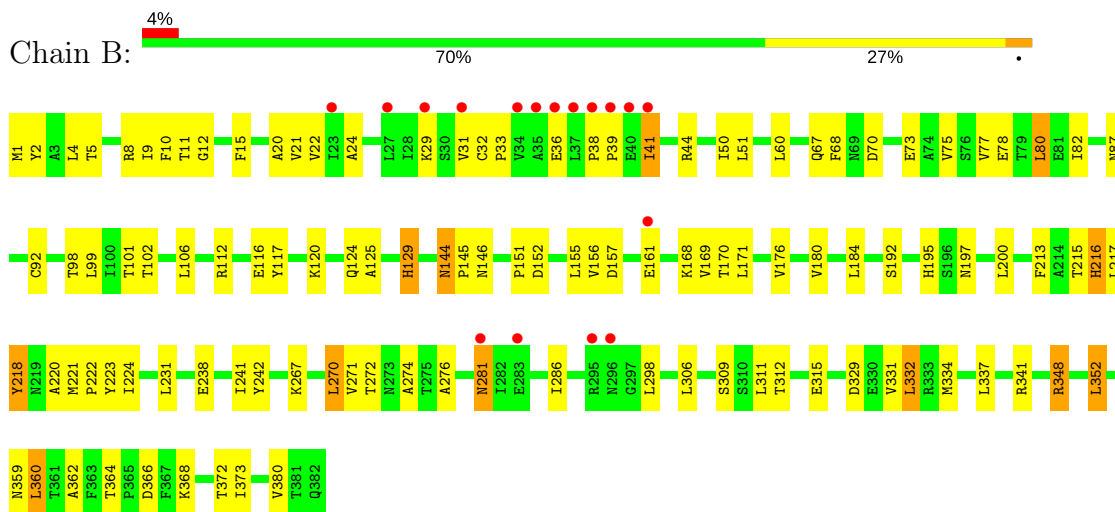 4%
Chain B:
70% 27% •
M1 Y2 A3 L4 T5 R8 I9 F10 T11 G12 F15 A20 V21 V22 I23 A24 L27 I28 K29 S30 V31 C32 P33 V34 A35 E36 L37 P38 P39 E40 I41 R44 I50 L51 L60 Q67 F68 N69 D70 E73 A74 V75 S76 V77 E78 T79 L80 E81 I82
C92 T98 L99 I100 T101 T102 L106 R112 E116 Y117 K120 Q124 A125 H129 N144 P145 N146 P151 D152 L155 V156 D157 E161 K168 V169 T170 L171 V176 V180 L184 S192 H195 S196 N197 L200 F213 A214 T215 H216
Y218 N219 A220 M221 P222 Y223 I224 L231 E238 I241 Y242 K267 L270 V271 T272 N273 A274 T275 A276 N281 I282 E283 I286 R295 N296 G297 L298 L306 S309 S310 L311 T312 E315 D329 E330 V331 L332 R333 M334 L337 R341 R348 L352
N359 L360 T361 A362 F363 T364 P365 D366 F367 K368 T372 I373 V380 T381 Q382